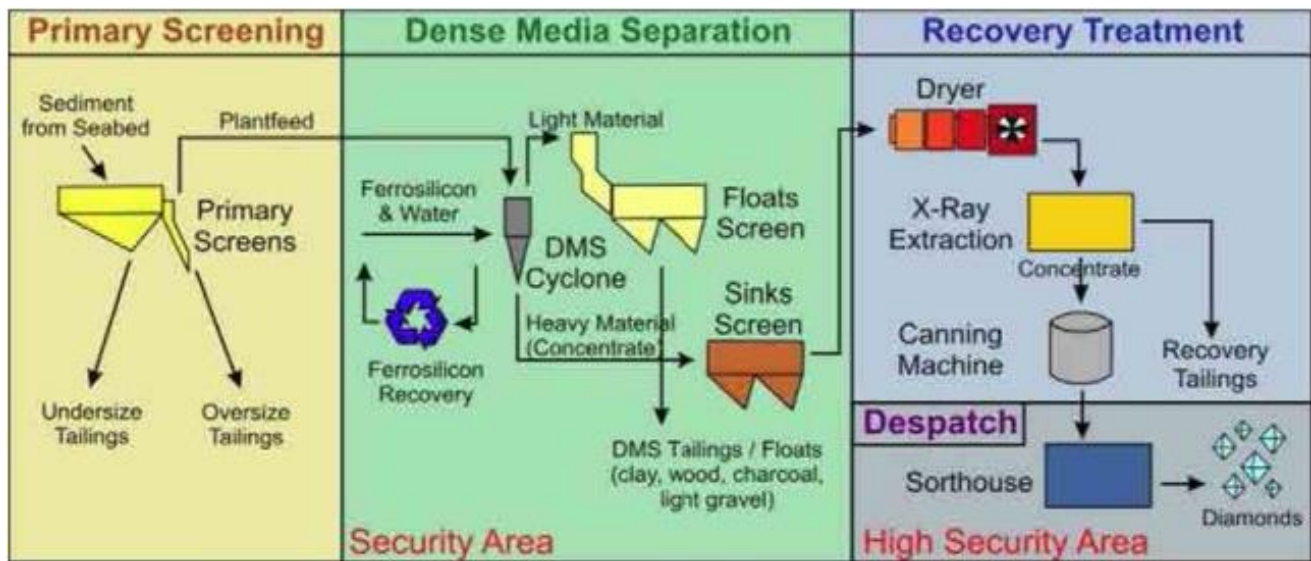 Primary Screening
Sediment
from Seabed
Plantfeed
Primary
Screens
Undersize
Tailings
Oversize
Tailings
Dense Media Separation
Light Material
Ferrosilicon
& Water
Floats
Screen
DMS
Cyclone
Sinks
Screen
Heavy Material
(Concentrate)
Ferrosilicon
Recovery
DMS Tailings / Floats
(clay, wood, charcoal,
light gravel)
Security Area
Recovery Treatment
Dryer
X-Ray
Extraction
Concentrate
Canning
Machine
Recovery
Tailings
Despatch
Sorthouse
Diamonds
High Security Area